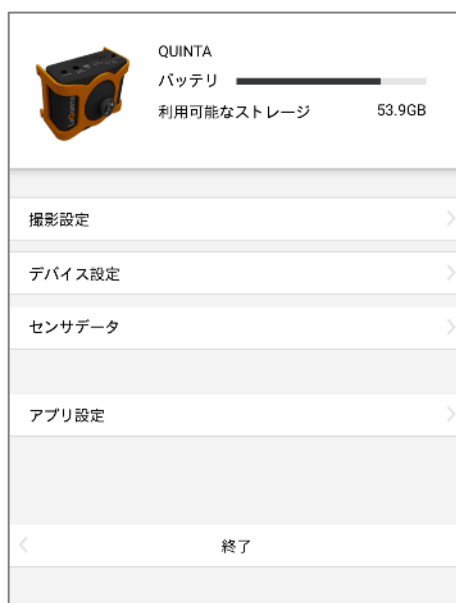 QUINTA
バッテリ
利用可能なストレージ 53.9GB
撮影設定
デバイス設定
センサデータ
アプリ設定
終了